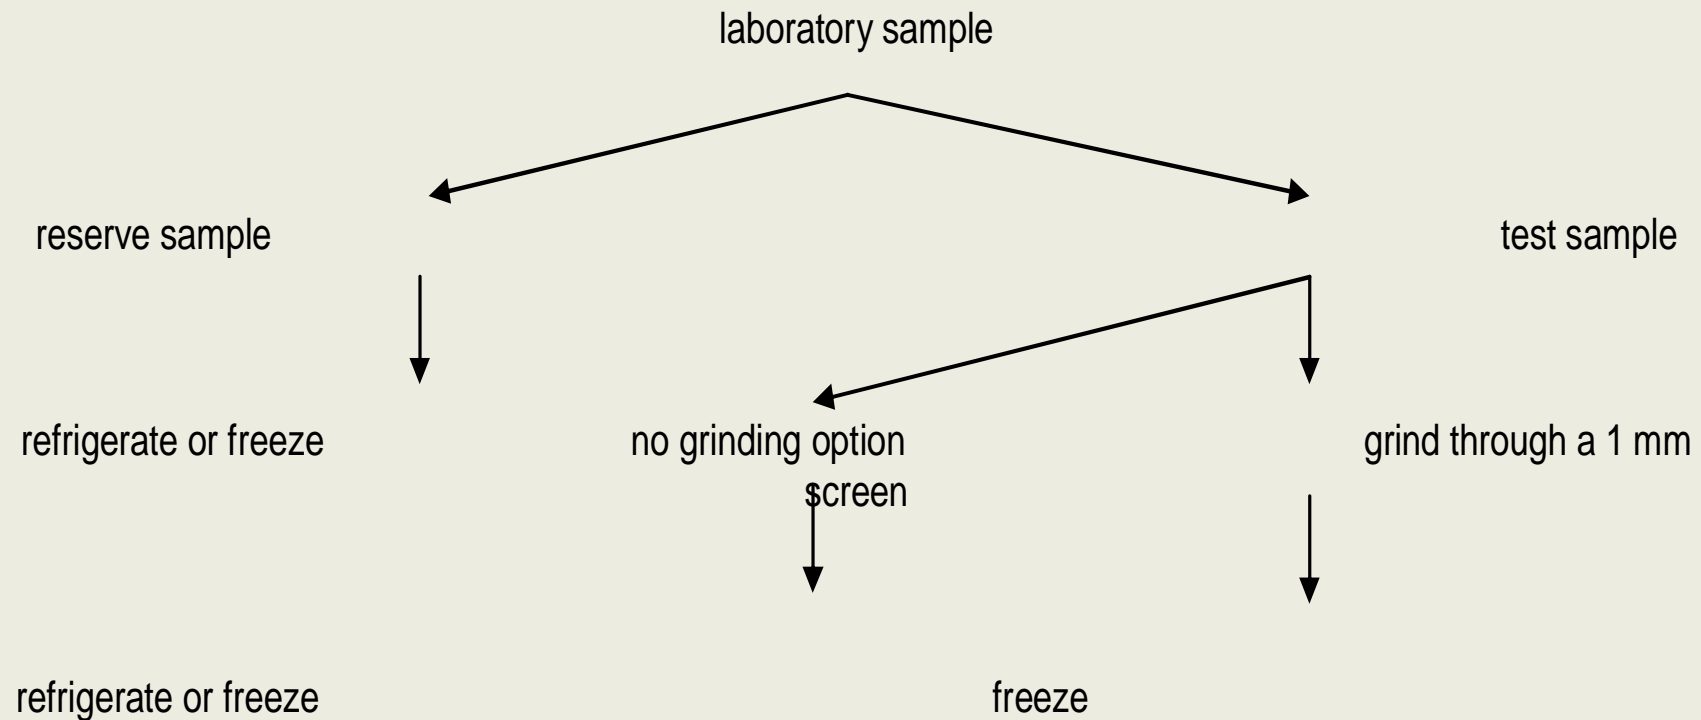 laboratory sample
reserve sample test sample
refrigerate or freeze no grinding option grind through a 1 mm
screen
refrigerate or freeze freeze